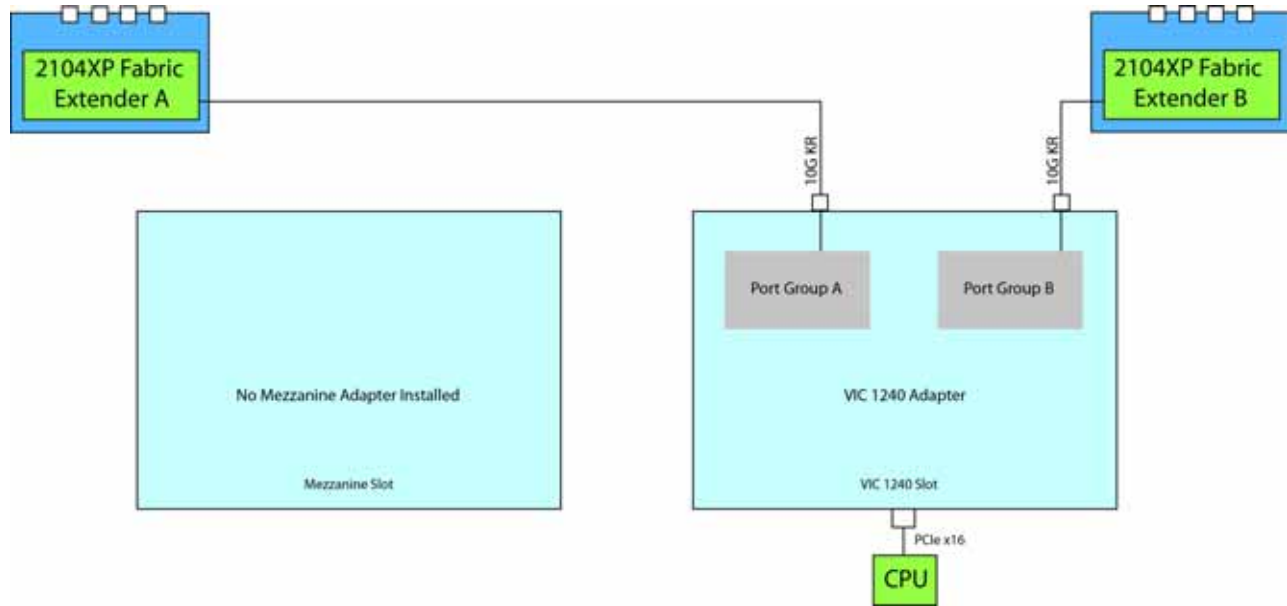 2104XP Fabric
Extender A
2104XP Fabric
Extender B
10G KR
10G KR
Port Group A
Port Group B
No Mezzanine Adapter Installed
VIC 1240 Adapter
Mezzanine Slot
VIC 1240 Slot
PCIe x16
CPU